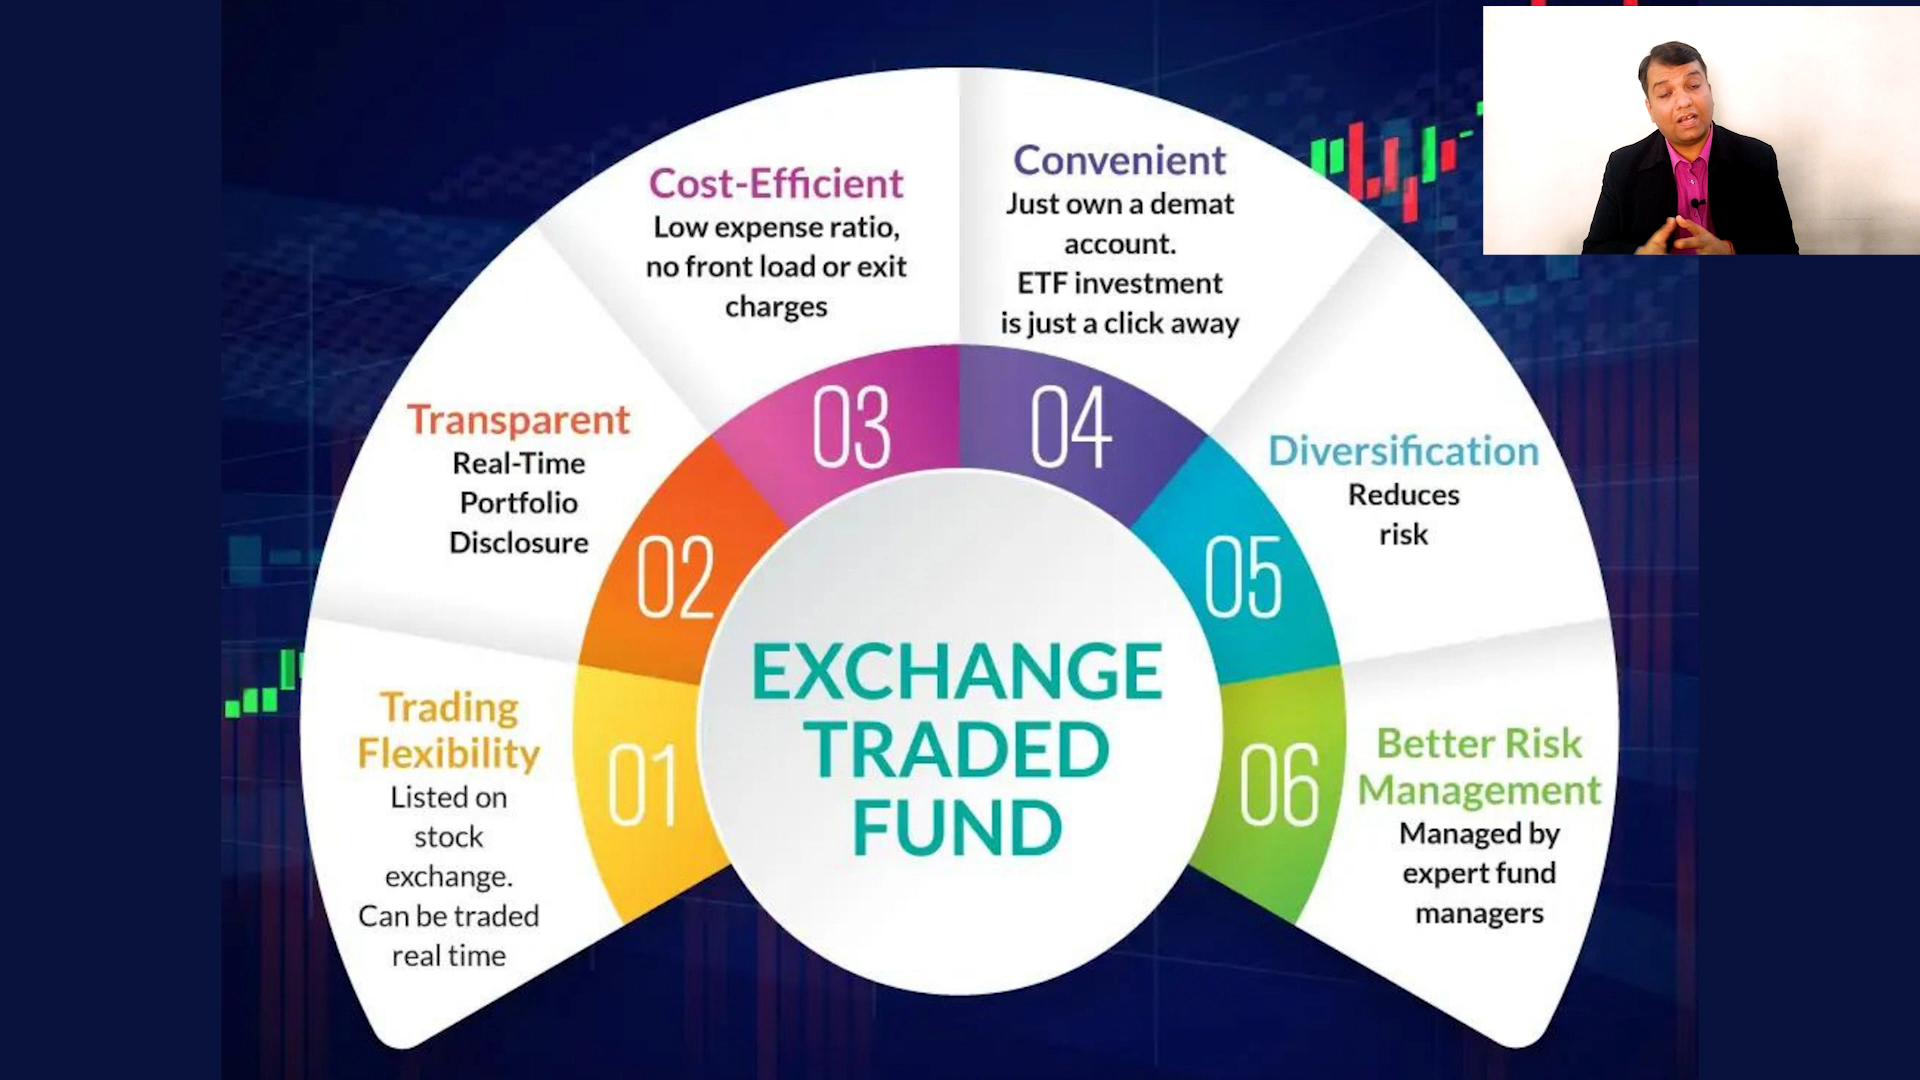 Cost-Efficient
Low expense ratio,
no front load or exit
charges
Convenient
Just own a demat
account.
ETF investment
is just a click away
Transparent
Real-Time
Portfolio
Disclosure
Diversification
Reduces
risk
Trading
Flexibility
Listed on
stock
exchange.
Can be traded
real time
Better Risk
Management
Managed by
expert fund
managers
01
02
03
04
05
06
EXCHANGE
TRADED
FUND